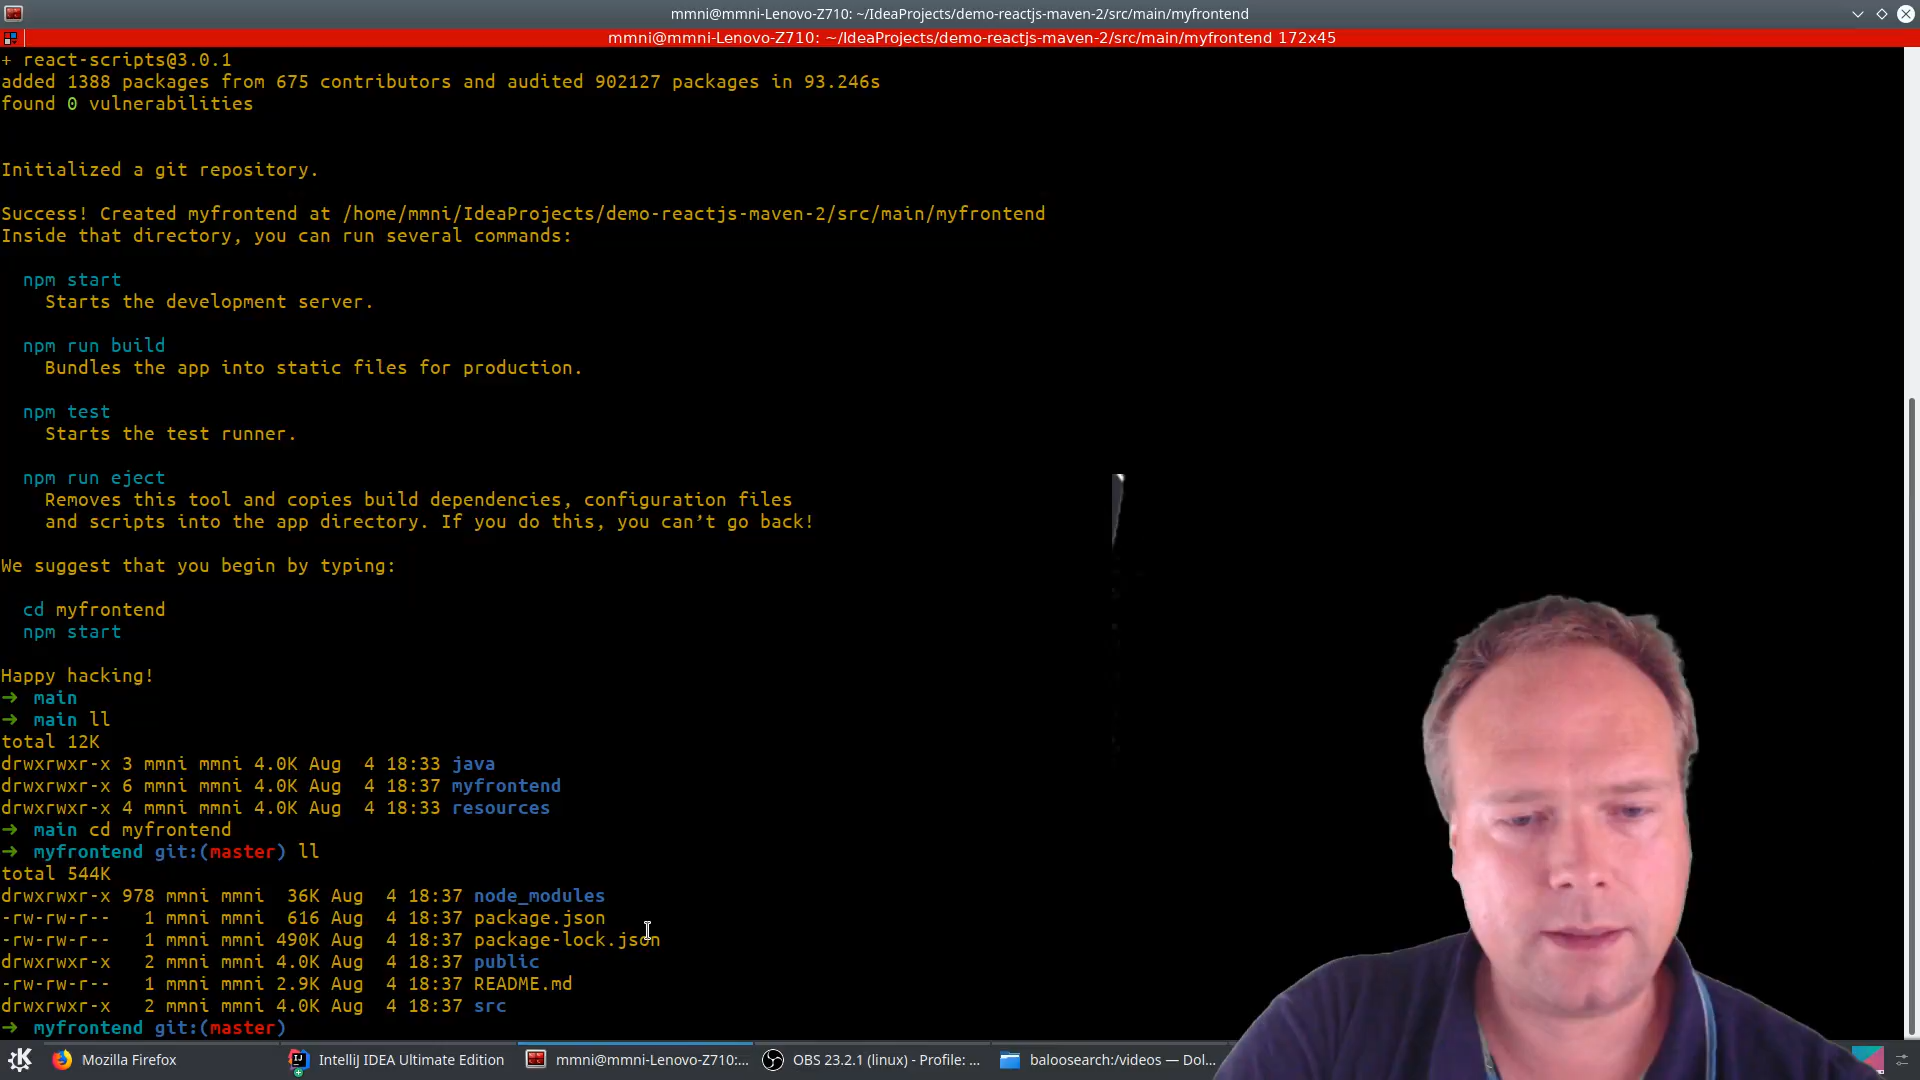 mmni@mmni-Lenovo-Z710: ~/IdeaProjects/demo-reactjs-maven-2/src/main/myfrontend
mmni@mmni-Lenovo-Z710: ~/IdeaProjects/demo-reactjs-maven-2/src/main/myfrontend 172x45
+ react-scripts@3.0.1
added 1388 packages from 675 contributors and audited 902127 packages in 93.246s
found 0 vulnerabilities
Initialized a git repository.
Success! Created myfrontend at /home/mmni/IdeaProjects/demo-reactjs-maven-2/src/main/myfrontend
Inside that directory, you can run several commands:
npm start
Starts the development server.
npm run build
Bundles the app into static files for production.
npm test
Starts the test runner.
npm run eject
Removes this tool and copies build dependencies, configuration files
and scripts into the app directory. If you do this, you can’t go back!
We suggest that you begin by typing:
cd myfrontend
npm start
Happy hacking!
➜ main
➜ main ll
total 12K
drwxrwxr-x 3 mmni mmni 4.0K Aug 4 18:33 java
drwxrwxr-x 6 mmni mmni 4.0K Aug 4 18:37 myfrontend
drwxrwxr-x 4 mmni mmni 4.0K Aug 4 18:33 resources
➜ main cd myfrontend
➜ myfrontend git:(master) ll
total 544K
drwxrwxr-x 978 mmni mmni 36K Aug 4 18:37 node_modules
-rw-rw-r-- 1 mmni mmni 616 Aug 4 18:37 package.json
-rw-rw-r-- 1 mmni mmni 490K Aug 4 18:37 package-lock.json
drwxrwxr-x 2 mmni mmni 4.0K Aug 4 18:37 public
-rw-rw-r-- 1 mmni mmni 2.9K Aug 4 18:37 README.md
drwxrwxr-x 2 mmni mmni 4.0K Aug 4 18:37 src
➜ myfrontend git:(master)
Mozilla Firefox IntelliJ IDEA Ultimate Edition mmni@mmni-Lenovo-Z710:... OBS 23.2.1 (linux) - Profile: ... baloosearch:/videos — Dol...